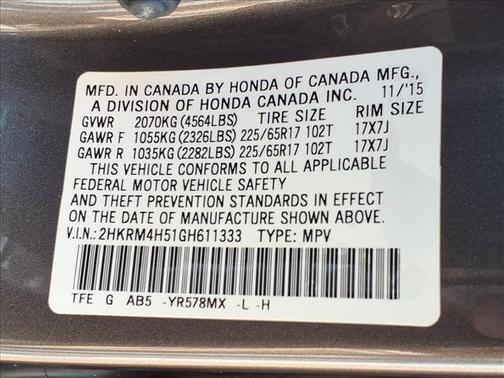 MFD. IN CANADA BY HONDA OF CANADA MFG.,
A DIVISION OF HONDA CANADA INC. 11/'15
GVWR 2070KG (4564LBS) TIRE SIZE RIM SIZE
GAWR F 1055KG (2326LBS) 225/65R17 102T 17X7J
GAWR R 1035KG (2282LBS) 225/65R17 102T 17X7J
THIS VEHICLE CONFORMS TO ALL APPLICABLE
FEDERAL MOTOR VEHICLE SAFETY
AND THEFT PREVENTION STANDARDS IN EFFECT
ON THE DATE OF MANUFACTURE SHOWN ABOVE.
V.I.N.: 2HKRM4H51GH611333 TYPE: MPV
TFE G AB5 -YR578MX -L -H